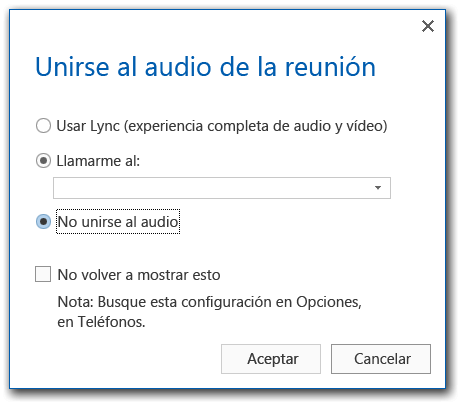 Unirse al audio de la reunión
Usar Lync (experiencia completa de audio y vídeo)
Llamarme al:
No unirse al audio
No volver a mostrar esto
Nota: Busque esta configuración en Opciones,
en Teléfonos.
Aceptar
Cancelar